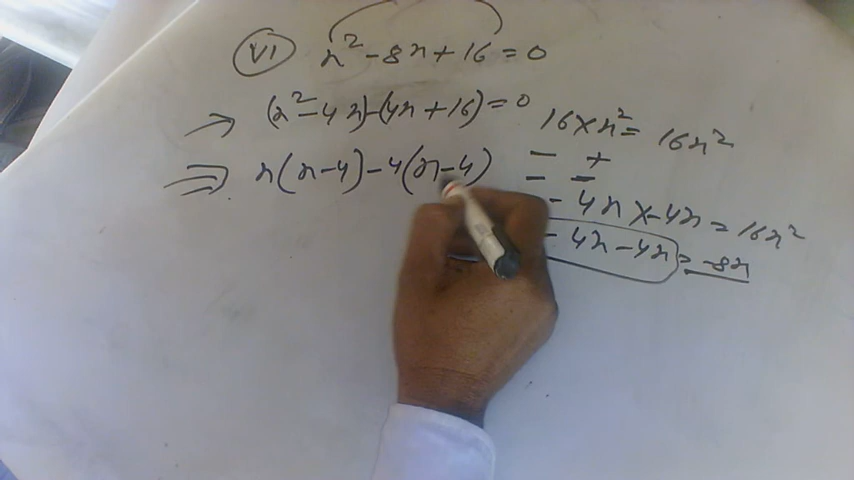 VI x² - 8x + 16 = 0
→ (x² - 4x) - (4x + 16) = 0
16 × x² = 16x²
⇒ x(x - 4) - 4(x - 4)
- +
= -
- 4x × - 4x = 16x²
- 4x - 4x = - 8x